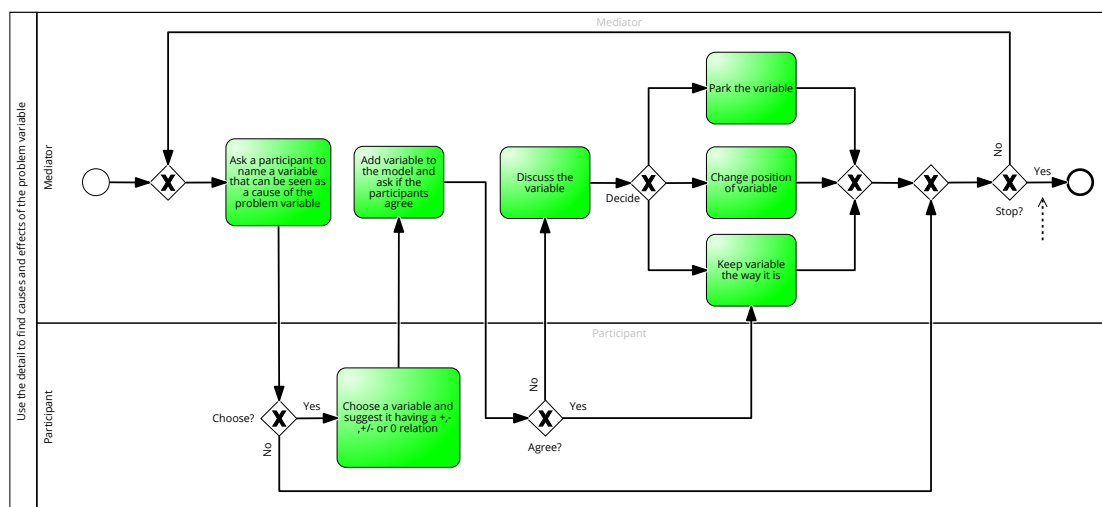 Use the detail to find causes and effects of the problem variable
Mediator
Mediator
No
Park the variable
Ask a participant to
name a variable
that can be seen as
a cause of the
problem variable
Add variable to
the model and
ask if the
participants
agree
Discuss the
variable
Decide
Change position
of variable
Yes
Stop?
Keep variable
the way it is
Participant
Participant
Choose?
Yes
No
Choose a variable and
suggest it having a +,-
,+/- or 0 relation
No
Yes
Agree?